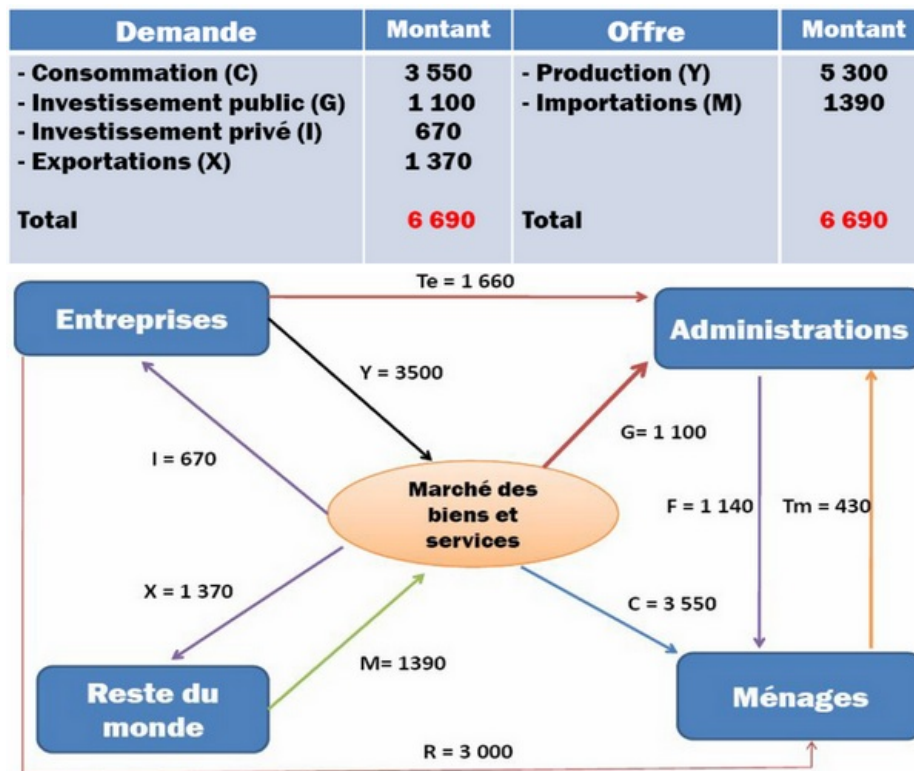 Demande Montant Offre Montant
- Consommation (C) 3 550 - Production (Y) 5 300
- Investissement public (G) 1 100 - Importations (M) 1390
- Investissement privé (I) 670
- Exportations (X) 1 370
Total 6 690 Total 6 690
Te = 1 660
Entreprises
Administrations
Y = 3500
G= 1 100
I = 670
Marché des
biens et
services
F = 1 140
Tm = 430
X = 1 370
C = 3 550
M= 1390
Reste du
monde
Ménages
R = 3 000